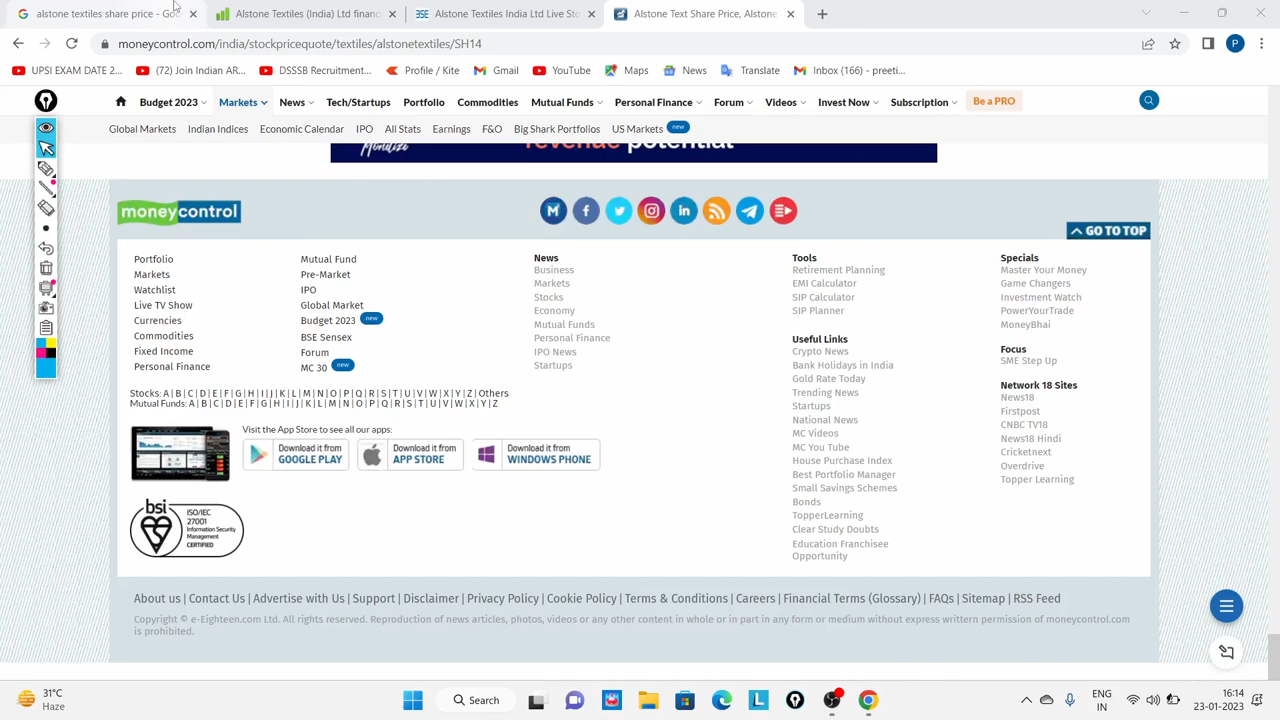 alstone textiles share price - Goo
Alstone Textiles (India) Ltd financ
BSE
Alstone Textiles India Ltd Live Sto
Alstone Text Share Price, Alstone
moneycontrol.com/india/stockpricequote/textiles/alstonetextiles/SH14
P
UPSI EXAM DATE 2...
(72) Join Indian AR...
DSSSB Recruitment...
Profile / Kite
Gmail
YouTube
Maps
News
Translate
Inbox (166) - preeti...
Budget 2023
Markets
News
Tech/Startups
Portfolio
Commodities
Mutual Funds
Personal Finance
Forum
Videos
Invest Now
Subscription
Be a PRO
Global Markets
Indian Indices
Economic Calendar
IPO
All Stats
Earnings
F&O
Big Shark Portfolios
US Markets
new
Monetize
revenue potential
moneycontrol
M
GO TO TOP
Portfolio
Markets
Watchlist
Live TV Show
Currencies
Commodities
Fixed Income
Personal Finance
Mutual Fund
Pre-Market
IPO
Global Market
Budget 2023 new
BSE Sensex
Forum
MC 30 new
News
Business
Markets
Stocks
Economy
Mutual Funds
Personal Finance
IPO News
Startups
Tools
Retirement Planning
EMI Calculator
SIP Calculator
SIP Planner
Useful Links
Crypto News
Bank Holidays in India
Gold Rate Today
Trending News
Startups
National News
MC Videos
MC You Tube
House Purchase Index
Best Portfolio Manager
Small Savings Schemes
Bonds
TopperLearning
Clear Study Doubts
Education Franchisee
Opportunity
Specials
Master Your Money
Game Changers
Investment Watch
PowerYourTrade
MoneyBhai
Focus
SME Step Up
Network 18 Sites
News18
Firstpost
CNBC TV18
News18 Hindi
Cricketnext
Overdrive
Topper Learning
Stocks: A | B | C | D | E | F | G | H | I | J | K | L | M | N | O | P | Q | R | S | T | U | V | W | X | Y | Z | Others
Mutual Funds: A | B | C | D | E | F | G | H | I | J | K | L | M | N | O | P | Q | R | S | T | U | V | W | X | Y | Z
Visit the App Store to see all our apps:
Download it from
GOOGLE PLAY
Download it from
APP STORE
Download it from
WINDOWS PHONE
bsi
ISO/IEC
27001
Information Security
Management
CERTIFIED
About us | Contact Us | Advertise with Us | Support | Disclaimer | Privacy Policy | Cookie Policy | Terms & Conditions | Careers | Financial Terms (Glossary) | FAQs | Sitemap | RSS Feed
Copyright © e-Eighteen.com Ltd. All rights reserved. Reproduction of news articles, photos, videos or any other content in whole or in part in any form or medium without express writtern permission of moneycontrol.com
is prohibited.
31°C
Haze
Search
L
ENG
IN
16:14
23-01-2023